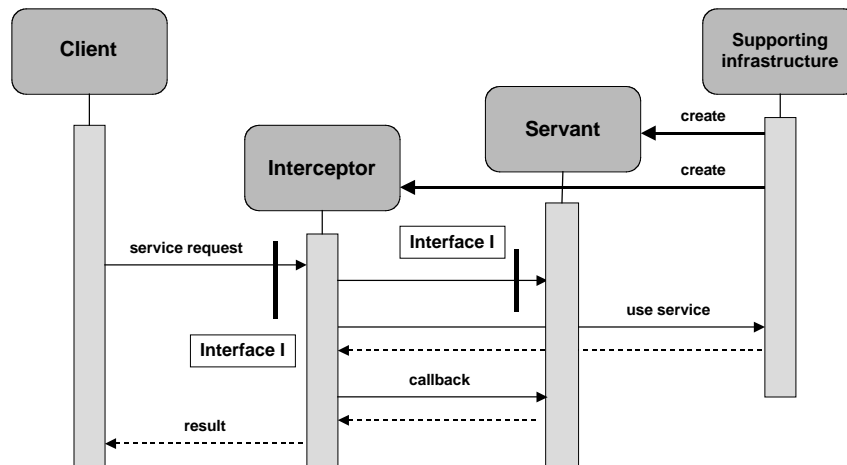 Client
Supporting
infrastructure
Servant
create
Interceptor
create
service request
Interface I
use service
Interface I
callback
result